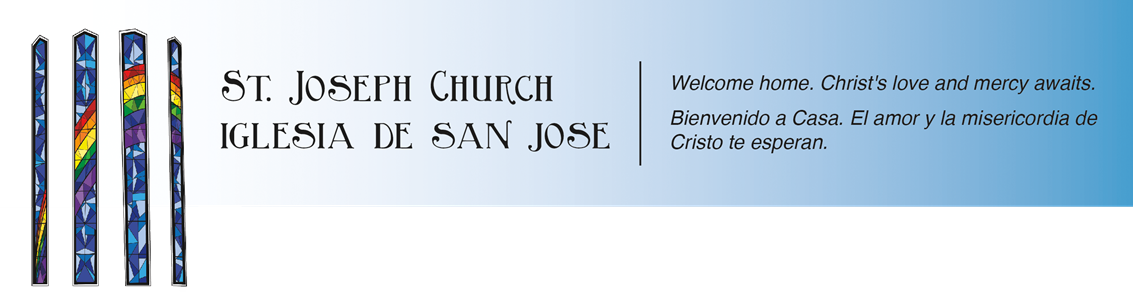 St. Joseph Church
Iglesia de San Jose
Welcome home. Christ's love and mercy awaits.
Bienvenido a Casa. El amor y la misericordia de
Cristo te esperan.